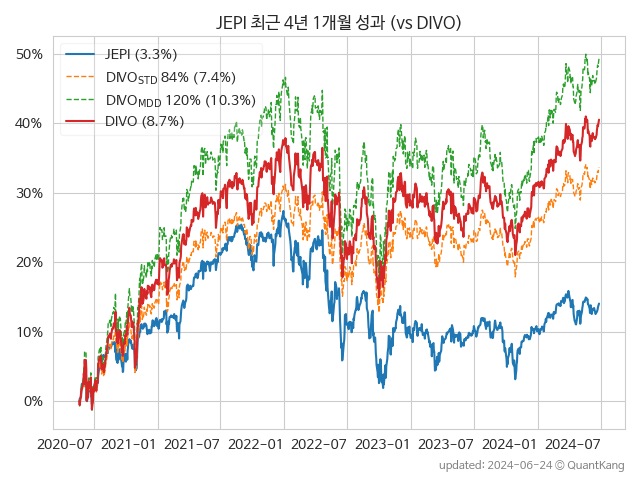 JEPI 최근 4년 1개월 성과 (vs DIVO)
JEPI (3.3%)
DIVO_STD 84% (7.4%)
DIVO_MDD 120% (10.3%)
DIVO (8.7%)
50%
40%
30%
20%
10%
0%
2020-07 2021-01 2021-07 2022-01 2022-07 2023-01 2023-07 2024-01 2024-07
updated: 2024-06-24 © QuantKang